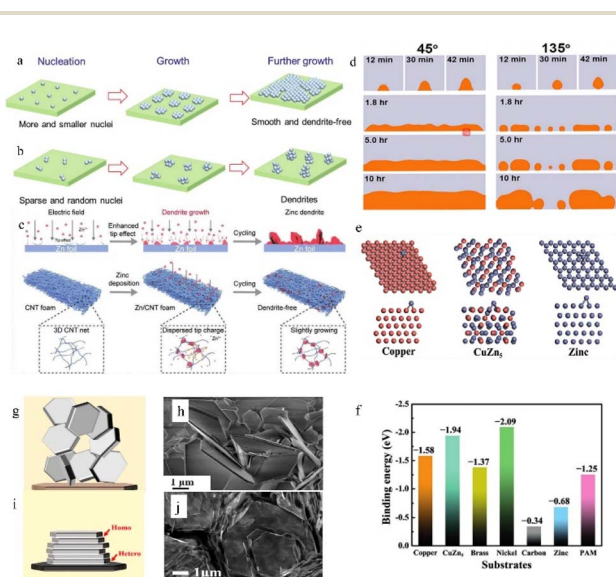 a
Nucleation
Growth
Further growth
More and smaller nuclei
Smooth and dendrite-free
b
Sparse and random nuclei
Dendrites
c
Electric field
Zn²⁺
Enhanced
tip effect
Dendrite growth
Cycling
Zinc dendrite
Zn foil
Zn foil
Zn foil
Zinc
deposition
Cycling
CNT foam
Zn/CNT foam
Dendrite-free
3D CNT net
Dispersed tip charge
Slightly growing
d
45°
135°
12 min
30 min
42 min
12 min
30 min
42 min
1.8 hr
1.8 hr
5.0 hr
5.0 hr
10 hr
10 hr
e
Copper
CuZn₅
Zinc
g
h
1 μm
i
Homo
Hetero
j
1μm
f
Binding energy (eV)
-2.5
-2.0
-1.5
-1.0
-0.5
0.0
−1.58
−1.94
−1.37
−2.09
−0.34
−0.68
−1.25
Copper CuZn₅ Brass Nickel Carbon Zinc PAM
Substrates